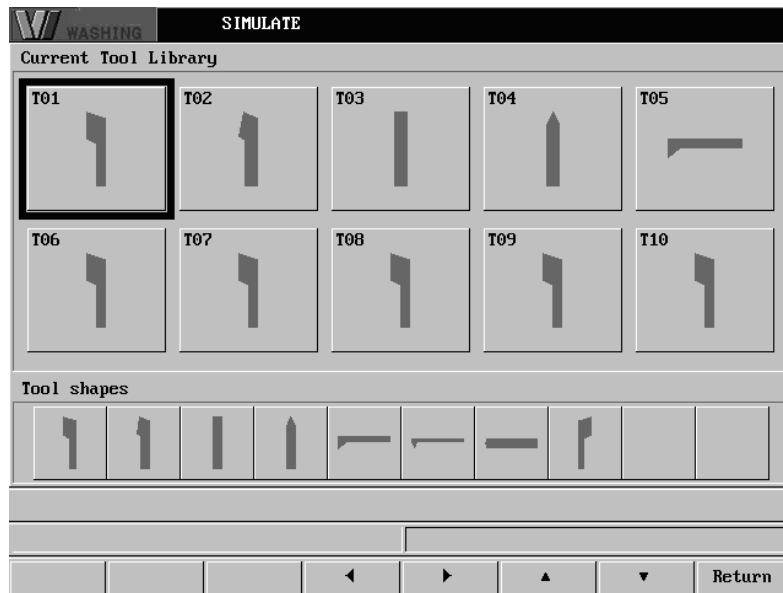 WASHING SIMULATE
Current Tool Library
T01 T02 T03 T04 T05
T06 T07 T08 T09 T10
Tool shapes
Return